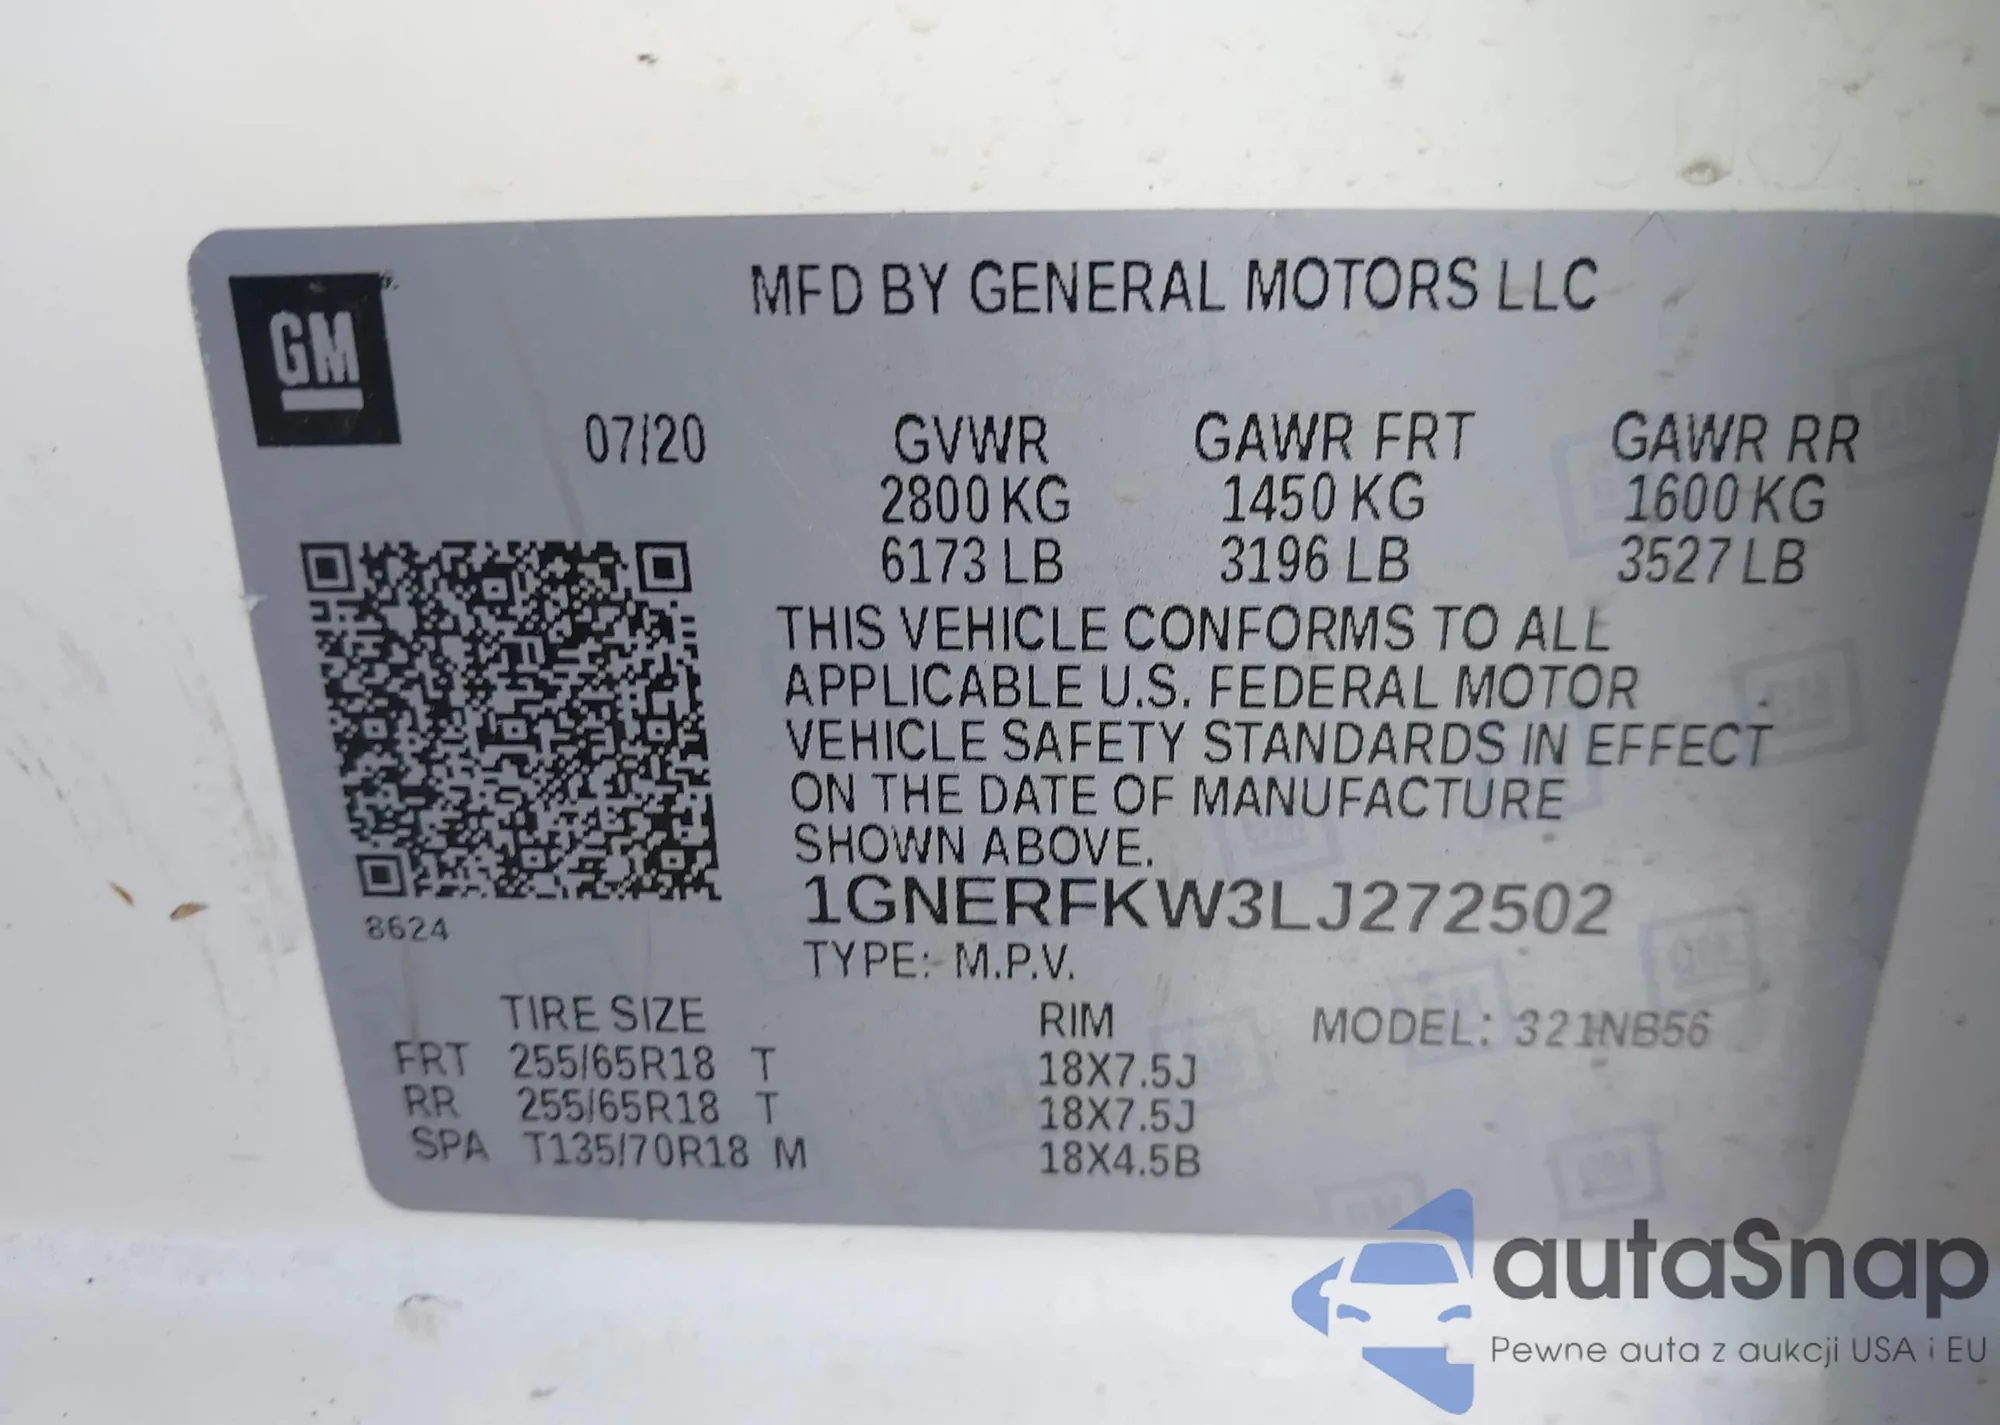 GM
MFD BY GENERAL MOTORS LLC
07/20 GVWR GAWR FRT GAWR RR
2800 KG 1450 KG 1600 KG
6173 LB 3196 LB 3527 LB
THIS VEHICLE CONFORMS TO ALL
APPLICABLE U.S. FEDERAL MOTOR
VEHICLE SAFETY STANDARDS IN EFFECT
ON THE DATE OF MANUFACTURE
SHOWN ABOVE.
1GNERFKW3LJ272502
8624
TYPE: M.P.V.
TIRE SIZE RIM MODEL: 321NB56
FRT 255/65R18 T 18X7.5J
RR 255/65R18 T 18X7.5J
SPA T135/70R18 M 18X4.5B
autaSnap
Pewne auta z aukcji USA i EU